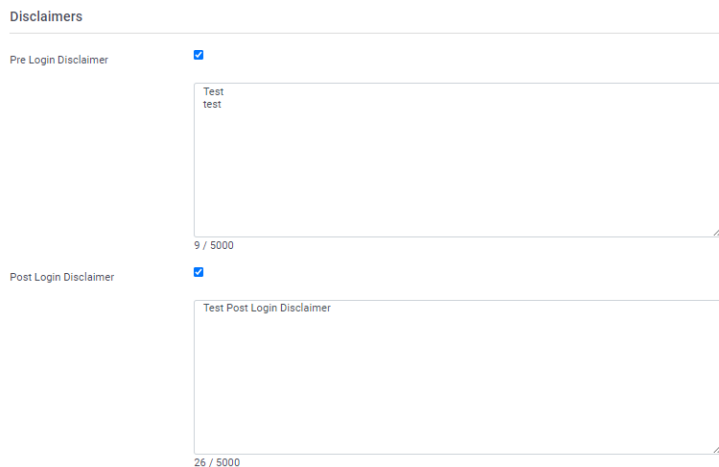 Disclaimers
Pre Login Disclaimer
Test
test
9 / 5000
Post Login Disclaimer
Test Post Login Disclaimer
26 / 5000